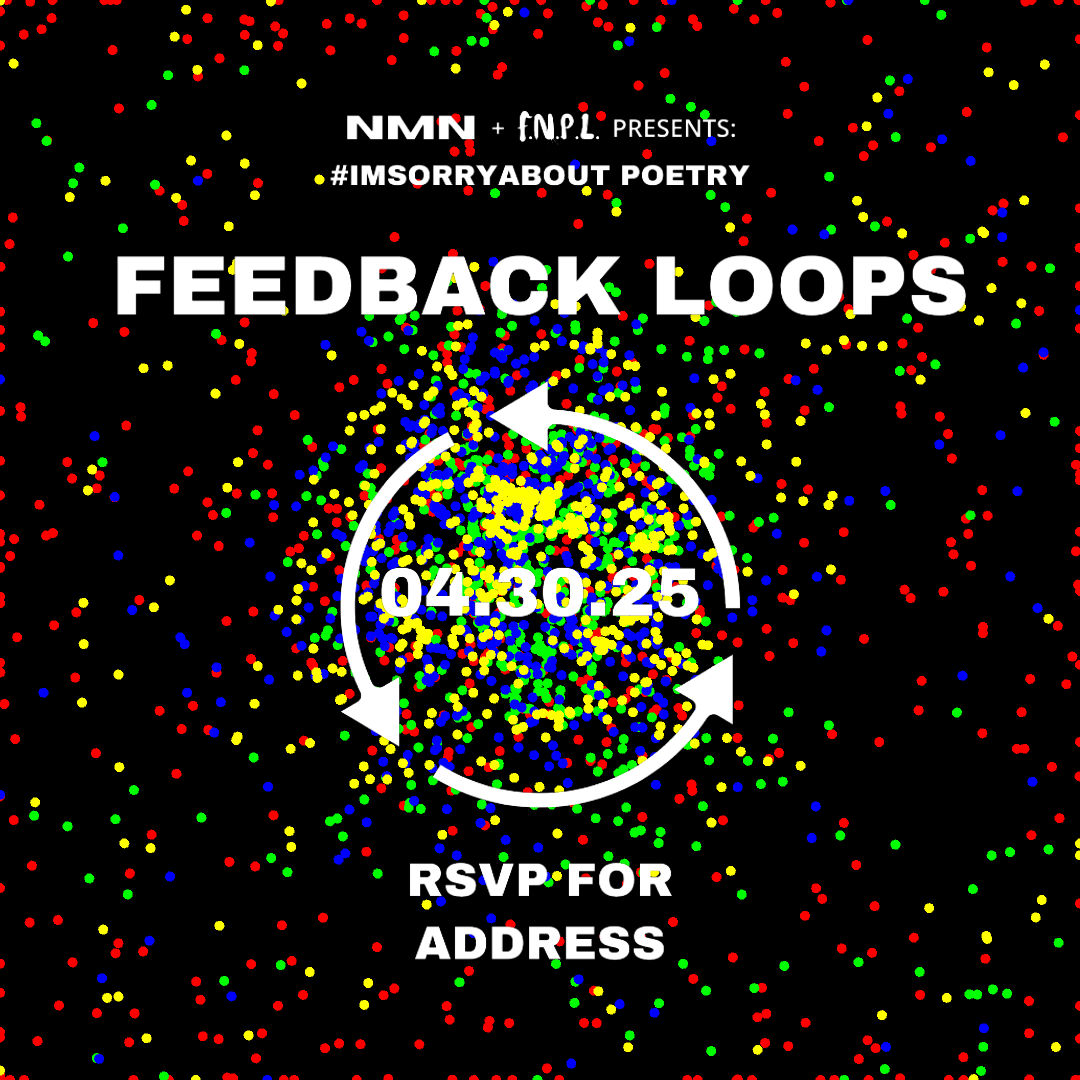 NMN + F.N.P.L. PRESENTS:
#IMSORRYABOUT POETRY
FEEDBACK LOOPS
04.30.25
RSVP FOR
ADDRESS